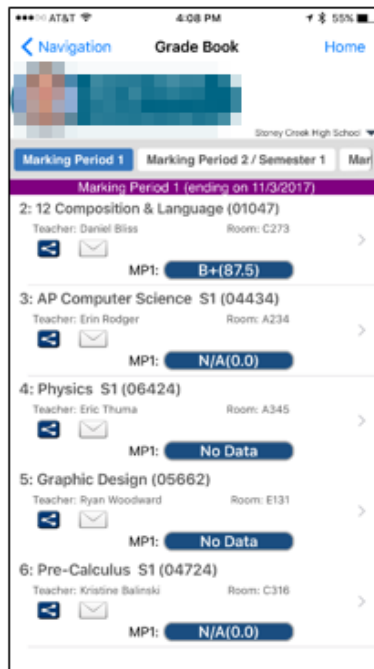 AT&T 4:08 PM 55%
Navigation Grade Book Home
Stoney Creek High School
Marking Period 1 Marking Period 2 / Semester 1 Mar
Marking Period 1 (ending on 11/3/2017)
2: 12 Composition & Language (01047)
Teacher: Daniel Bliss Room: C273
MP1: B+(87.5)
3: AP Computer Science S1 (04434)
Teacher: Erin Rodger Room: A234
MP1: N/A(0.0)
4: Physics S1 (06424)
Teacher: Eric Thuma Room: A345
MP1: No Data
5: Graphic Design (05662)
Teacher: Ryan Woodward Room: E131
MP1: No Data
6: Pre-Calculus S1 (04724)
Teacher: Kristine Balinski Room: C316
MP1: N/A(0.0)